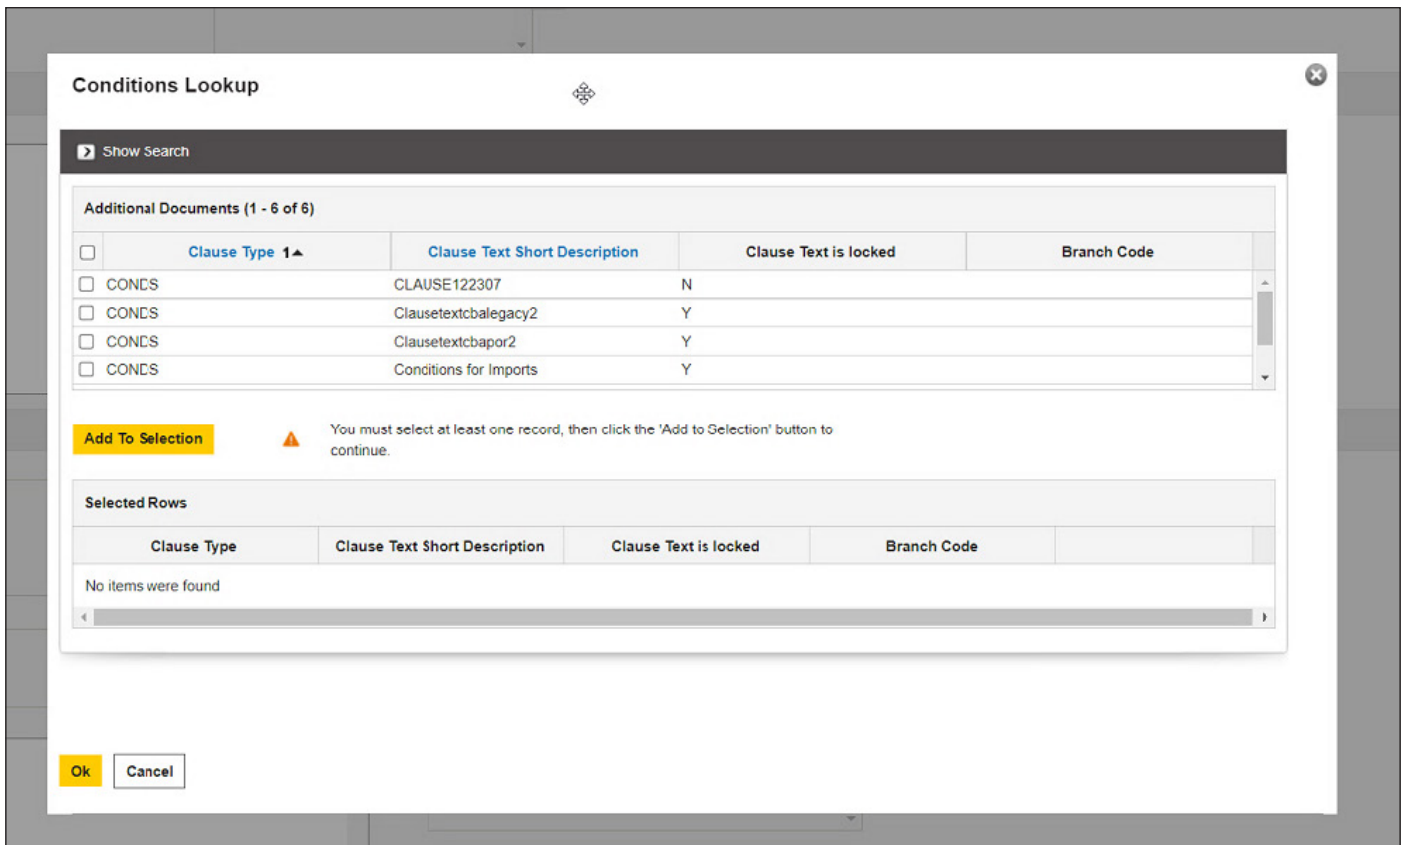 Conditions Lookup
Show Search
Additional Documents (1 - 6 of 6)
Clause Type 1 Clause Text Short Description Clause Text is locked Branch Code
CONDS CLAUSE122307 N
CONDS Clausetextcbalegacy2 Y
CONDS Clausetextcbapor2 Y
CONDS Conditions for Imports Y
Add To Selection
You must select at least one record, then click the 'Add to Selection' button to
continue.
Selected Rows
Clause Type Clause Text Short Description Clause Text is locked Branch Code
No items were found
Ok Cancel